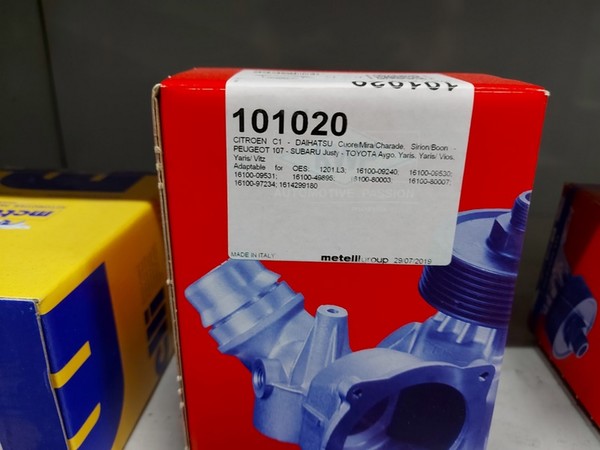 101020
101020
CITROEN C1 - DAIHATSU Cuore/Mira/Charade, Sirion/Boon -
PEUGEOT 107 - SUBARU Justy - TOYOTA Aygo, Yaris, Yaris/ Vios,
Yaris/ Vitz
Adaptable for OES: 1201.L3; 16100-09240; 16100-09530;
16100-09531; 16100-49895; 16100-80003; 16100-80007;
16100-97234; 1614299180
MADE IN ITALY
metelligroup 29/07/2019